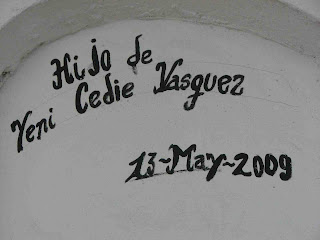 Hijo de
Yeni Cedie Vasquez
13-May-2009